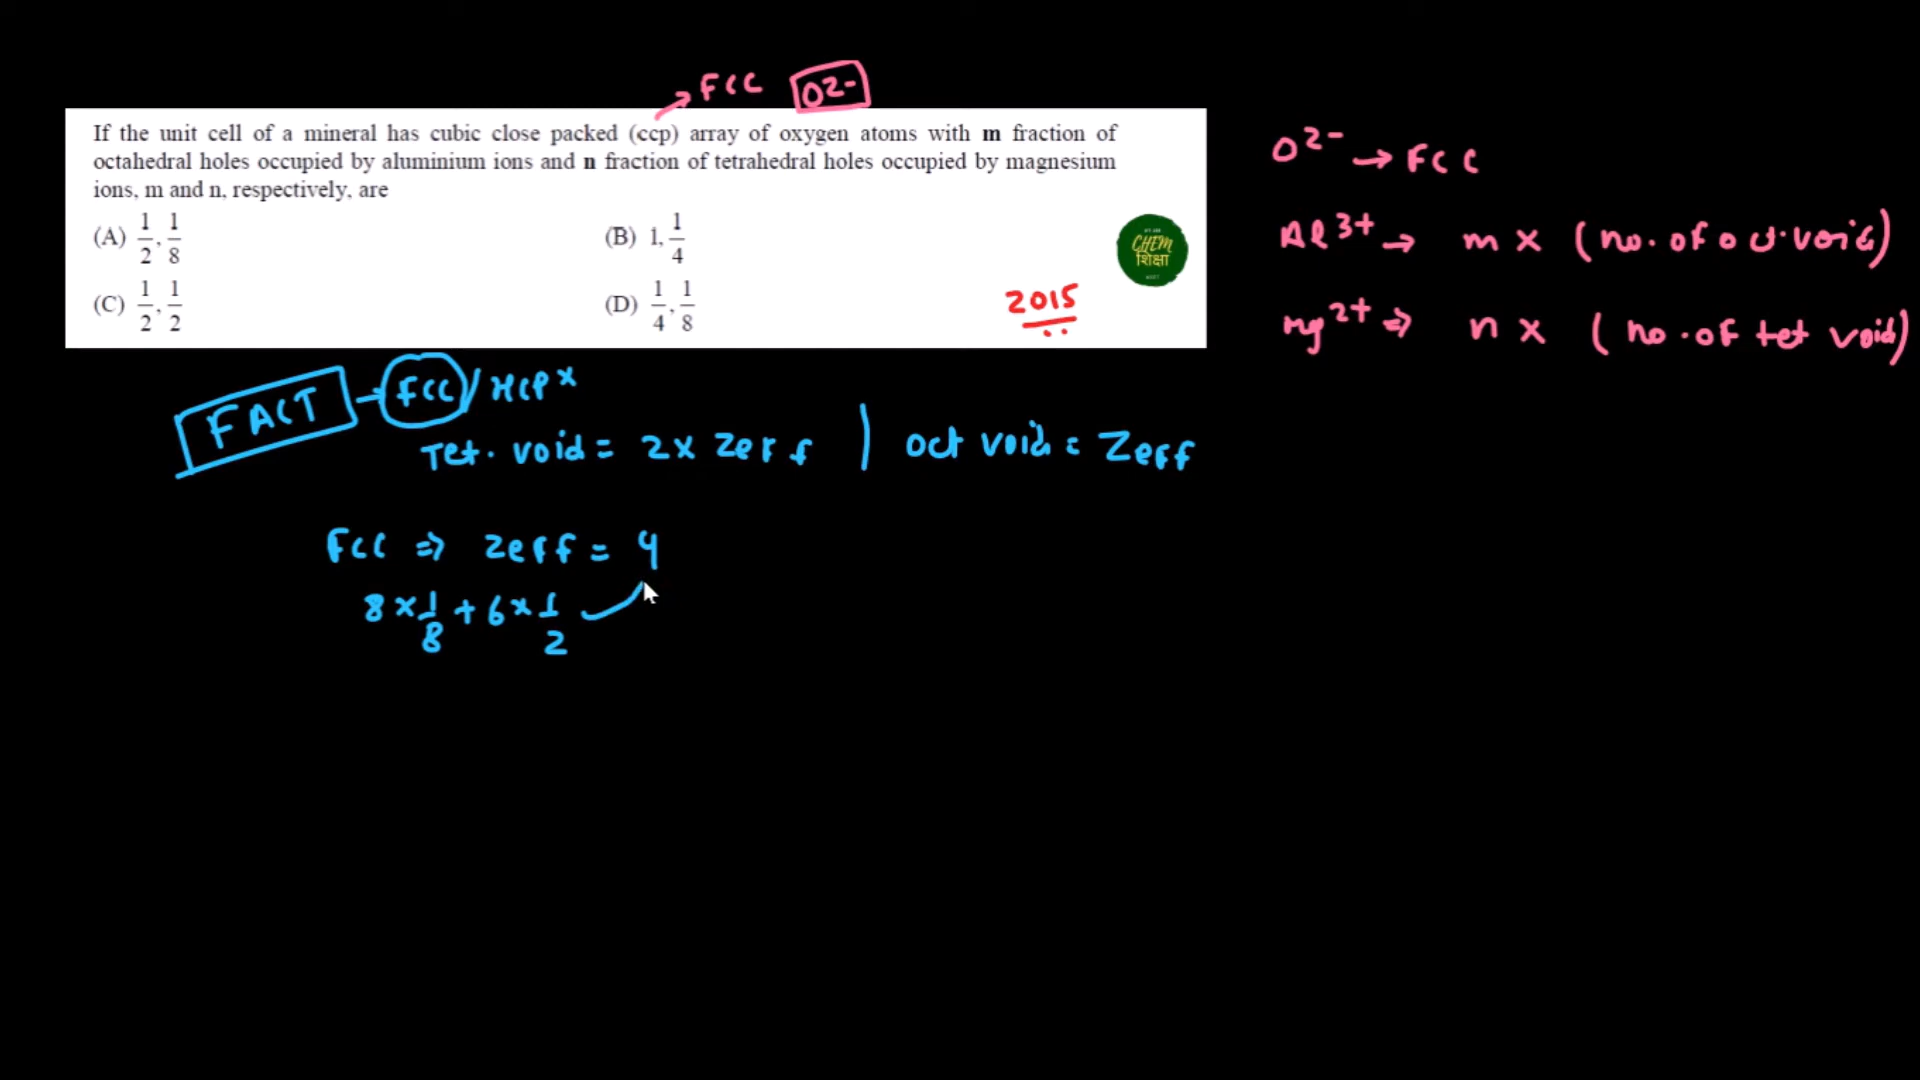 FCC O2-
If the unit cell of a mineral has cubic close packed (ccp) array of oxygen atoms with m fraction of
octahedral holes occupied by aluminium ions and n fraction of tetrahedral holes occupied by magnesium
ions, m and n, respectively, are
(A) 1/2, 1/8
(B) 1, 1/4
(C) 1/2, 1/2
(D) 1/4, 1/8
CHEM
शिक्षा
2015
O2- → FCC
Al3+ → m × (no. of oct. void)
mg2+ ⇒ n × (no. of tet void)
FACT - FCC / HCP ×
Tet. void = 2 × Zeff | oct void = Zeff
FCC ⇒ Zeff = 4
8 × 1/8 + 6 × 1/2